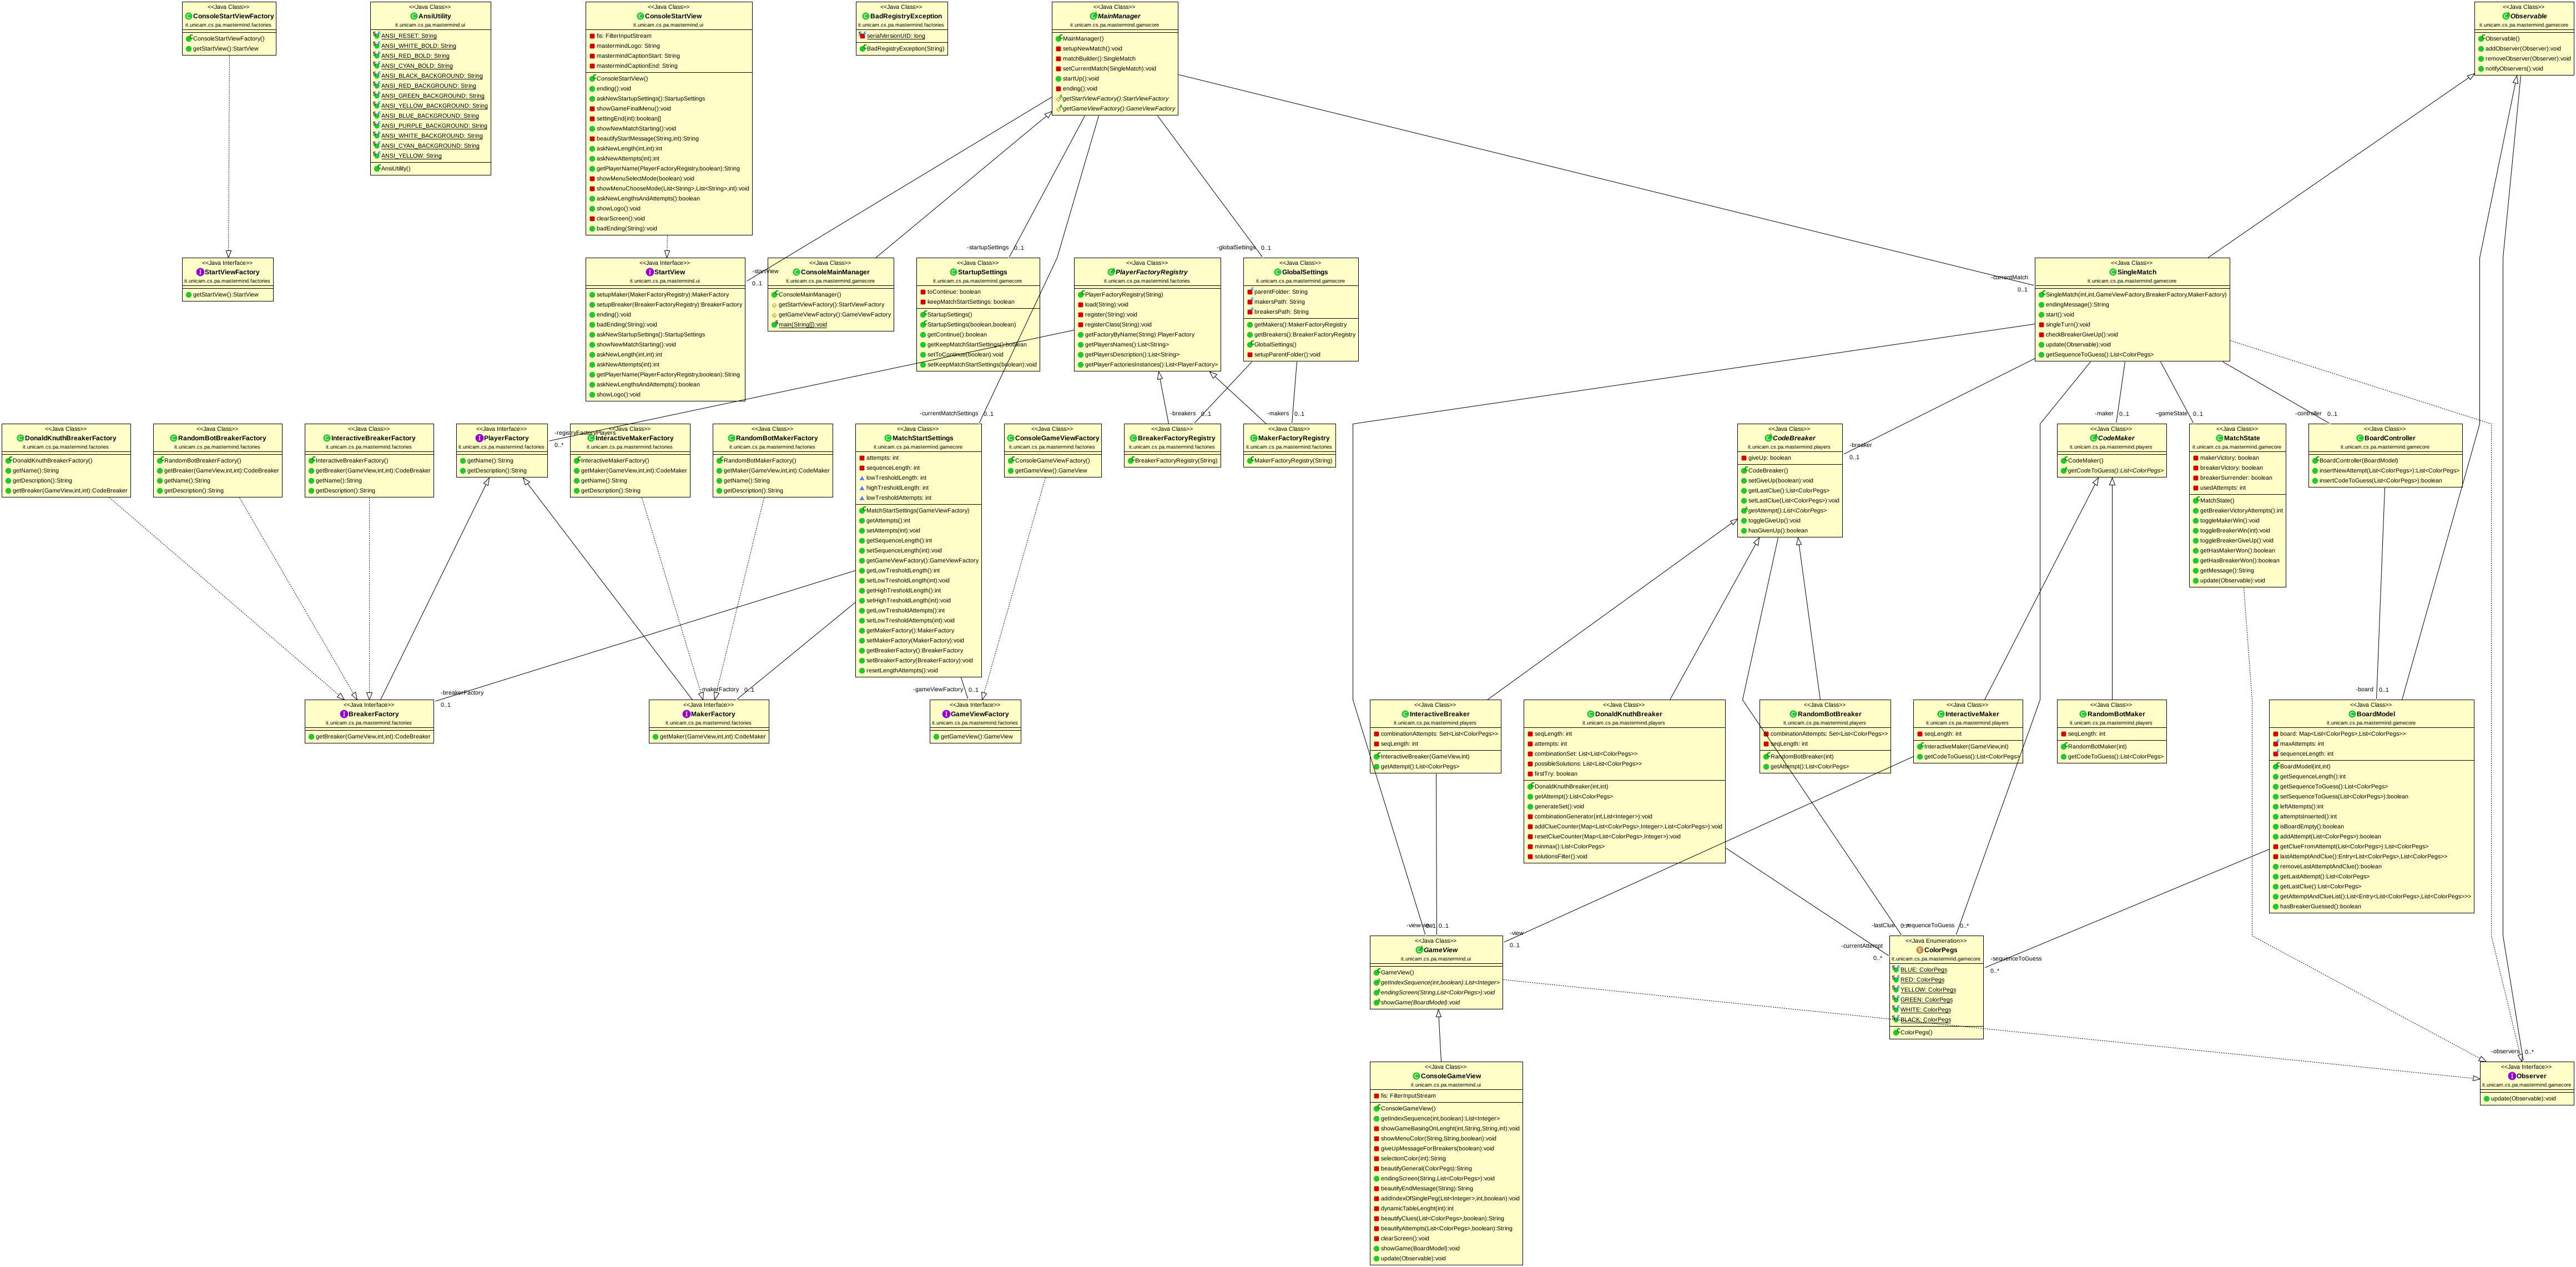 <<Java Class>>
ConsoleStartViewFactory
it.unicam.cs.pa.mastermind.factories
ConsoleStartViewFactory()
getStartView():StartView
<<Java Class>>
AnsiUtility
it.unicam.cs.pa.mastermind.ui
ANSI_RESET: String
ANSI_WHITE_BOLD: String
ANSI_RED_BOLD: String
ANSI_CYAN_BOLD: String
ANSI_BLACK_BACKGROUND: String
ANSI_RED_BACKGROUND: String
ANSI_GREEN_BACKGROUND: String
ANSI_YELLOW_BACKGROUND: String
ANSI_BLUE_BACKGROUND: String
ANSI_PURPLE_BACKGROUND: String
ANSI_WHITE_BACKGROUND: String
ANSI_CYAN_BACKGROUND: String
ANSI_YELLOW: String
AnsiUtility()
<<Java Class>>
ConsoleStartView
it.unicam.cs.pa.mastermind.ui
fis: FilterInputStream
mastermindLogo: String
mastermindCaptionStart: String
mastermindCaptionEnd: String
ConsoleStartView()
ending():void
askNewStartupSettings():StartupSettings
showGameFinalMenu():void
settingEnd(int):boolean[]
showNewMatchStarting():void
beautifyStartMessage(String,int):String
askNewLength(int,int):int
askNewAttempts(int):int
getPlayerName(PlayerFactoryRegistry,boolean):String
showMenuSelectMode(boolean):void
showMenuChooseMode(List<String>,List<String>,int):void
askNewLengthsAndAttempts():boolean
showLogo():void
clearScreen():void
badEnding(String):void
<<Java Class>>
BadRegistryException
it.unicam.cs.pa.mastermind.factories
serialVersionUID: long
BadRegistryException(String)
<<Java Class>>
MainManager
it.unicam.cs.pa.mastermind.gamecore
MainManager()
setupNewMatch():void
matchBuilder():SingleMatch
setCurrentMatch(SingleMatch):void
startUp():void
ending():void
getStartViewFactory():StartViewFactory
getGameViewFactory():GameViewFactory
<<Java Class>>
Observable
it.unicam.cs.pa.mastermind.gamecore
Observable()
addObserver(Observer):void
removeObserver(Observer):void
notifyObservers():void
<<Java Interface>>
StartViewFactory
it.unicam.cs.pa.mastermind.factories
getStartView():StartView
<<Java Interface>>
StartView
it.unicam.cs.pa.mastermind.ui
setupMaker(MakerFactoryRegistry):MakerFactory
setupBreaker(BreakerFactoryRegistry):BreakerFactory
ending():void
badEnding(String):void
askNewStartupSettings():StartupSettings
showNewMatchStarting():void
askNewLength(int,int):int
askNewAttempts(int):int
getPlayerName(PlayerFactoryRegistry,boolean):String
askNewLengthsAndAttempts():boolean
showLogo():void
-startView
0..1
<<Java Class>>
ConsoleMainManager
it.unicam.cs.pa.mastermind.gamecore
ConsoleMainManager()
getStartViewFactory():StartViewFactory
getGameViewFactory():GameViewFactory
main(String[]):void
-startupSettings 0..1
<<Java Class>>
StartupSettings
it.unicam.cs.pa.mastermind.gamecore
toContinue: boolean
keepMatchStartSettings: boolean
StartupSettings()
StartupSettings(boolean,boolean)
getContinue():boolean
getKeepMatchStartSettings():boolean
setToContinue(boolean):void
setKeepMatchStartSettings(boolean):void
<<Java Class>>
PlayerFactoryRegistry
it.unicam.cs.pa.mastermind.factories
PlayerFactoryRegistry(String)
load(String):void
register(String):void
registerClass(String):void
getFactoryByName(String):PlayerFactory
getPlayersNames():List<String>
getPlayersDescription():List<String>
getPlayerFactoriesInstances():List<PlayerFactory>
-globalSettings 0..1
<<Java Class>>
GlobalSettings
it.unicam.cs.pa.mastermind.gamecore
parentFolder: String
makersPath: String
breakersPath: String
getMakers():MakerFactoryRegistry
getBreakers():BreakerFactoryRegistry
GlobalSettings()
setupParentFolder():void
-currentMatch
0..1
<<Java Class>>
SingleMatch
it.unicam.cs.pa.mastermind.gamecore
SingleMatch(int,int,GameViewFactory,BreakerFactory,MakerFactory)
endingMessage():String
start():void
singleTurn():void
checkBreakerGiveUp():void
update(Observable):void
getSequenceToGuess():List<ColorPegs>
<<Java Class>>
DonaldKnuthBreakerFactory
it.unicam.cs.pa.mastermind.factories
DonaldKnuthBreakerFactory()
getName():String
getDescription():String
getBreaker(GameView,int,int):CodeBreaker
<<Java Class>>
RandomBotBreakerFactory
it.unicam.cs.pa.mastermind.factories
RandomBotBreakerFactory()
getBreaker(GameView,int,int):CodeBreaker
getName():String
getDescription():String
<<Java Class>>
InteractiveBreakerFactory
it.unicam.cs.pa.mastermind.factories
InteractiveBreakerFactory()
getBreaker(GameView,int,int):CodeBreaker
getName():String
getDescription():String
<<Java Interface>>
PlayerFactory
it.unicam.cs.pa.mastermind.factories
getName():String
getDescription():String
-registryFactoryPlayers
0..*
<<Java Class>>
InteractiveMakerFactory
it.unicam.cs.pa.mastermind.factories
InteractiveMakerFactory()
getMaker(GameView,int,int):CodeMaker
getName():String
getDescription():String
<<Java Class>>
RandomBotMakerFactory
it.unicam.cs.pa.mastermind.factories
RandomBotMakerFactory()
getMaker(GameView,int,int):CodeMaker
getName():String
getDescription():String
-currentMatchSettings 0..1
<<Java Class>>
MatchStartSettings
it.unicam.cs.pa.mastermind.gamecore
attempts: int
sequenceLength: int
lowTresholdLength: int
highTresholdLength: int
lowTresholdAttempts: int
MatchStartSettings(GameViewFactory)
getAttempts():int
setAttempts(int):void
getSequenceLength():int
setSequenceLength(int):void
getGameViewFactory():GameViewFactory
getLowTresholdLength():int
setLowTresholdLength(int):void
getHighTresholdLength():int
setHighTresholdLength(int):void
getLowTresholdAttempts():int
setLowTresholdAttempts(int):void
getMakerFactory():MakerFactory
setMakerFactory(MakerFactory):void
getBreakerFactory():BreakerFactory
setBreakerFactory(BreakerFactory):void
resetLengthAttempts():void
<<Java Class>>
ConsoleGameViewFactory
it.unicam.cs.pa.mastermind.factories
ConsoleGameViewFactory()
getGameView():GameView
-breakers 0..1
<<Java Class>>
BreakerFactoryRegistry
it.unicam.cs.pa.mastermind.factories
BreakerFactoryRegistry(String)
-makers 0..1
<<Java Class>>
MakerFactoryRegistry
it.unicam.cs.pa.mastermind.factories
MakerFactoryRegistry(String)
<<Java Class>>
CodeBreaker
it.unicam.cs.pa.mastermind.players
giveUp: boolean
CodeBreaker()
setGiveUp(boolean):void
getLastClue():List<ColorPegs>
setLastClue(List<ColorPegs>):void
getAttempt():List<ColorPegs>
toggleGiveUp():void
hasGivenUp():boolean
-breaker
0..1
-maker 0..1
<<Java Class>>
CodeMaker
it.unicam.cs.pa.mastermind.players
CodeMaker()
getCodeToGuess():List<ColorPegs>
~gameState 0..1
<<Java Class>>
MatchState
it.unicam.cs.pa.mastermind.gamecore
makerVictory: boolean
breakerVictory: boolean
breakerSurrender: boolean
usedAttempts: int
MatchState()
getBreakerVictoryAttempts():int
toggleMakerWin():void
toggleBreakerWin(int):void
toggleBreakerGiveUp():void
getHasMakerWon():boolean
getHasBreakerWon():boolean
getMessage():String
update(Observable):void
-controller 0..1
<<Java Class>>
BoardController
it.unicam.cs.pa.mastermind.gamecore
BoardController(BoardModel)
insertNewAttempt(List<ColorPegs>):List<ColorPegs>
insertCodeToGuess(List<ColorPegs>):boolean
<<Java Interface>>
BreakerFactory
it.unicam.cs.pa.mastermind.factories
getBreaker(GameView,int,int):CodeBreaker
-breakerFactory
0..1
-makerFactory 0..1
<<Java Interface>>
MakerFactory
it.unicam.cs.pa.mastermind.factories
getMaker(GameView,int,int):CodeMaker
-gameViewFactory 0..1
<<Java Interface>>
GameViewFactory
it.unicam.cs.pa.mastermind.factories
getGameView():GameView
<<Java Class>>
InteractiveBreaker
it.unicam.cs.pa.mastermind.players
combinationAttempts: Set<List<ColorPegs>>
seqLength: int
InteractiveBreaker(GameView,int)
getAttempt():List<ColorPegs>
<<Java Class>>
DonaldKnuthBreaker
it.unicam.cs.pa.mastermind.players
seqLength: int
attempts: int
combinationSet: List<List<ColorPegs>>
possibleSolutions: List<List<ColorPegs>>
firstTry: boolean
DonaldKnuthBreaker(int,int)
getAttempt():List<ColorPegs>
generateSet():void
combinationGenerator(int,List<Integer>):void
addClueCounter(Map<List<ColorPegs>,Integer>,List<ColorPegs>):void
resetClueCounter(Map<List<ColorPegs>,Integer>):void
minmax():List<ColorPegs>
solutionsFilter():void
<<Java Class>>
RandomBotBreaker
it.unicam.cs.pa.mastermind.players
combinationAttempts: Set<List<ColorPegs>>
seqLength: int
RandomBotBreaker(int)
getAttempt():List<ColorPegs>
<<Java Class>>
InteractiveMaker
it.unicam.cs.pa.mastermind.players
seqLength: int
InteractiveMaker(GameView,int)
getCodeToGuess():List<ColorPegs>
<<Java Class>>
RandomBotMaker
it.unicam.cs.pa.mastermind.players
seqLength: int
RandomBotMaker(int)
getCodeToGuess():List<ColorPegs>
-board 0..1
<<Java Class>>
BoardModel
it.unicam.cs.pa.mastermind.gamecore
board: Map<List<ColorPegs>,List<ColorPegs>>
maxAttempts: int
sequenceLength: int
BoardModel(int,int)
getSequenceLength():int
getSequenceToGuess():List<ColorPegs>
setSequenceToGuess(List<ColorPegs>):boolean
leftAttempts():int
attemptsInserted():int
isBoardEmpty():boolean
addAttempt(List<ColorPegs>):boolean
getClueFromAttempt(List<ColorPegs>):List<ColorPegs>
lastAttemptAndClue():Entry<List<ColorPegs>,List<ColorPegs>>
removeLastAttemptAndClue():boolean
getLastAttempt():List<ColorPegs>
getLastClue():List<ColorPegs>
getAttemptAndClueList():List<Entry<List<ColorPegs>,List<ColorPegs>>>
hasBreakerGuessed():boolean
-view 0..1
<<Java Class>>
GameView
it.unicam.cs.pa.mastermind.ui
GameView()
getIndexSequence(int,boolean):List<Integer>
endingScreen(String,List<ColorPegs>):void
showGame(BoardModel):void
-view
0..1
-currentAttempt
0..*
-lastClue
-sequenceToGuess 0..*
<<Java Enumeration>>
ColorPegs
it.unicam.cs.pa.mastermind.gamecore
BLUE: ColorPegs
RED: ColorPegs
YELLOW: ColorPegs
GREEN: ColorPegs
WHITE: ColorPegs
BLACK: ColorPegs
ColorPegs()
-sequenceToGuess
0..*
<<Java Class>>
ConsoleGameView
it.unicam.cs.pa.mastermind.ui
fis: FilterInputStream
ConsoleGameView()
getIndexSequence(int,boolean):List<Integer>
showGameBasingOnLenght(int,String,String,int):void
showMenuColor(String,String,boolean):void
giveUpMessageForBreakers(boolean):void
selectionColor(int):String
beautifyGeneral(ColorPegs):String
endingScreen(String,List<ColorPegs>):void
beautifyEndMessage(String):String
addIndexOfSinglePeg(List<Integer>,int,boolean):void
dynamicTableLenght(int):int
beautifyClues(List<ColorPegs>,boolean):String
beautifyAttempts(List<ColorPegs>,boolean):String
clearScreen():void
showGame(BoardModel):void
update(Observable):void
-observers 0..*
<<Java Interface>>
Observer
it.unicam.cs.pa.mastermind.gamecore
update(Observable):void